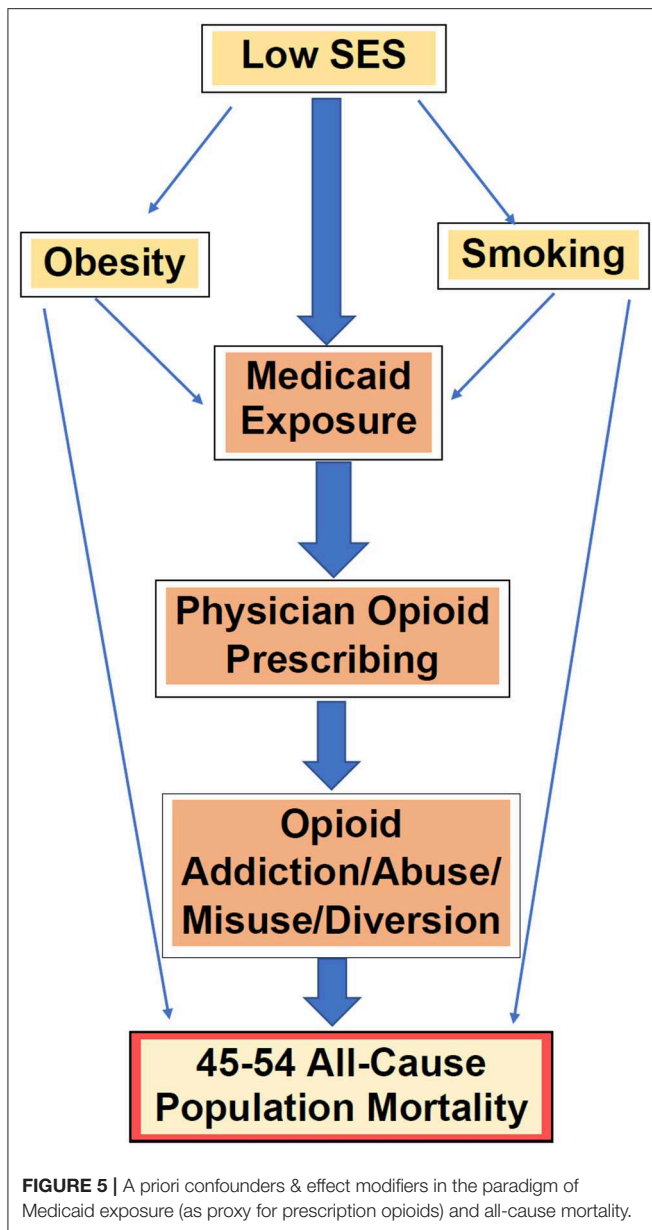 Low SES
Obesity
Smoking
Medicaid
Exposure
Physician Opioid
Prescribing
Opioid
Addiction/Abuse/
Misuse/Diversion
45-54 All-Cause
Population Mortality
FIGURE 5 | A priori confounders & effect modifiers in the paradigm of
Medicaid exposure (as proxy for prescription opioids) and all-cause mortality.